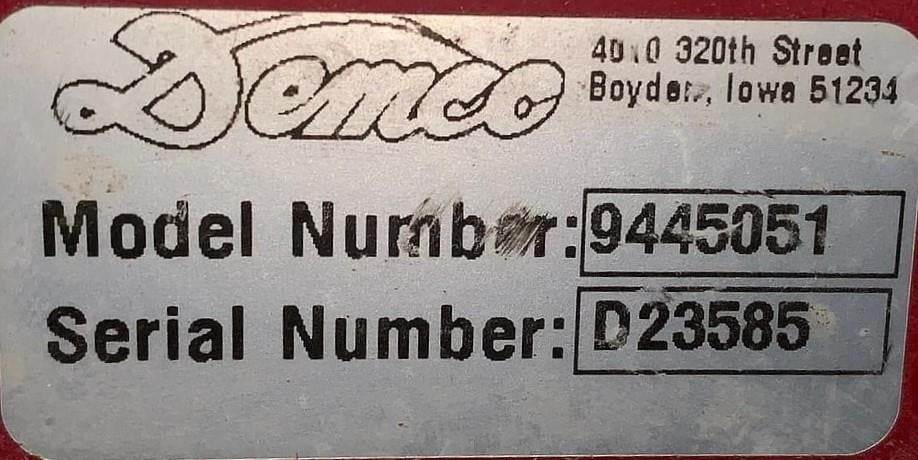 Demco
320th Street
Boyden, Iowa 51234
Model Number: 9445051
Serial Number: D23585